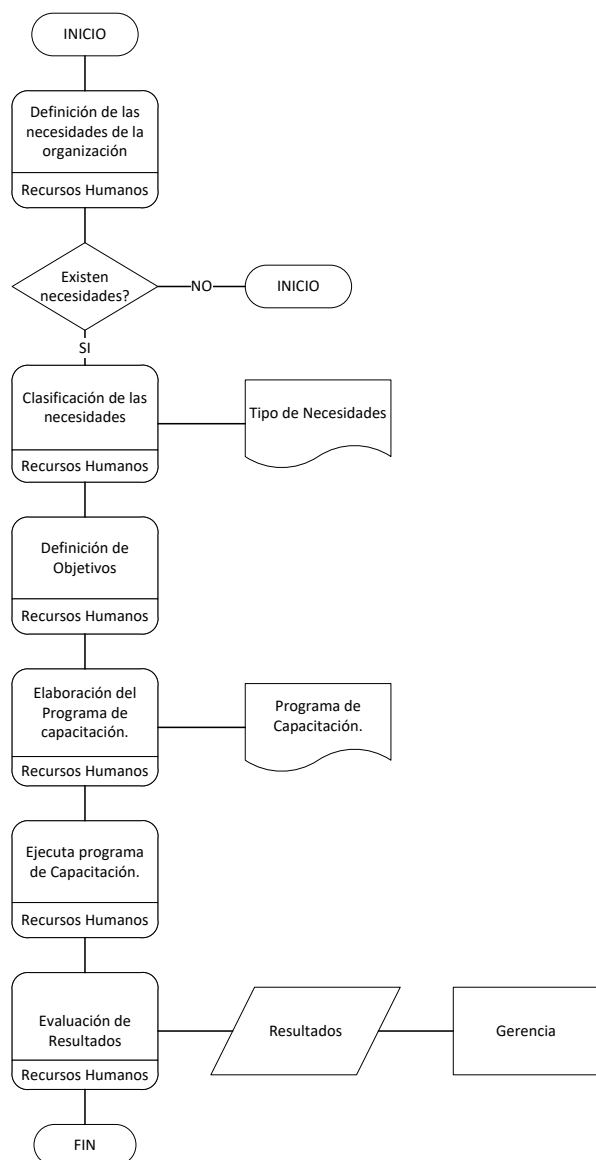 INICIO
Definición de las
necesidades de la
organización
Recursos Humanos
Existen
necesidades?
NO
INICIO
SI
Clasificación de las
necesidades
Recursos Humanos
Tipo de Necesidades
Definición de
Objetivos
Recursos Humanos
Elaboración del
Programa de
capacitación.
Recursos Humanos
Programa de
Capacitación.
Ejecuta programa
de Capacitación.
Recursos Humanos
Evaluación de
Resultados
Recursos Humanos
Resultados
Gerencia
FIN